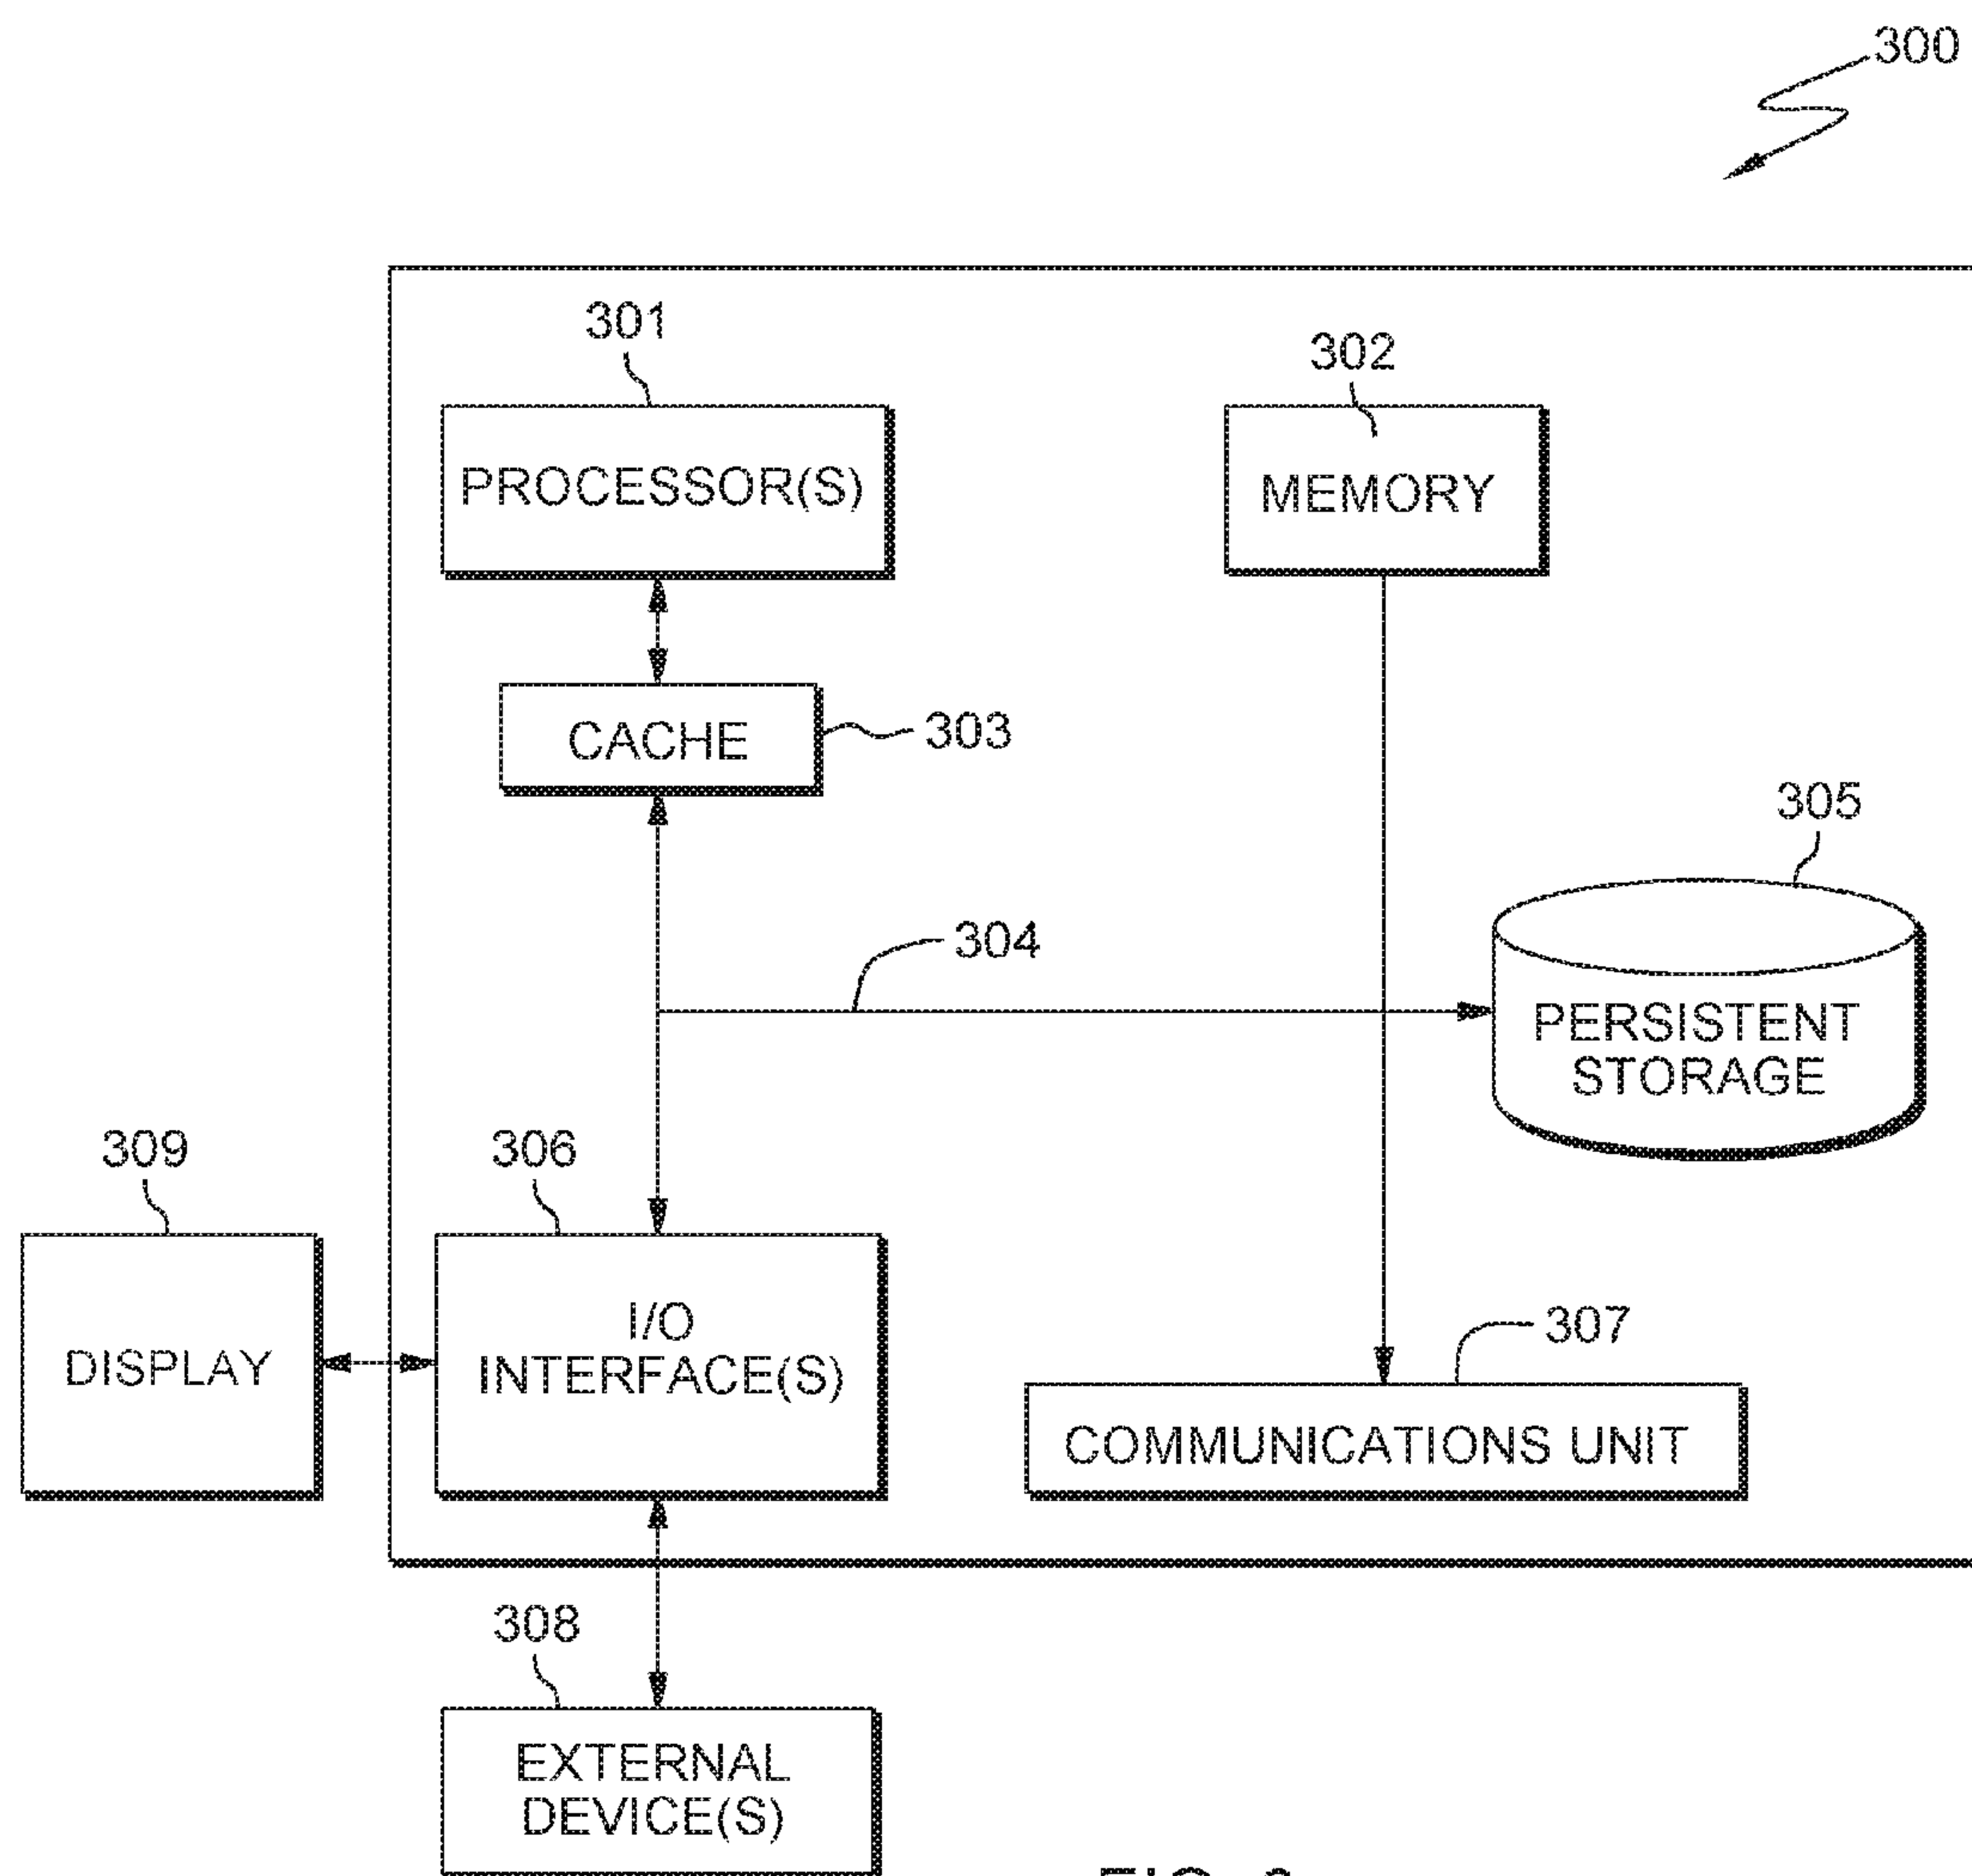 300
301
302
PROCESSOR(S)
MEMORY
CACHE
303
305
304
PERSISTENT
STORAGE
309
306
I/O
INTERFACE(S)
DISPLAY
307
COMMUNICATIONS UNIT
308
EXTERNAL
DEVICE(S)
FIG.